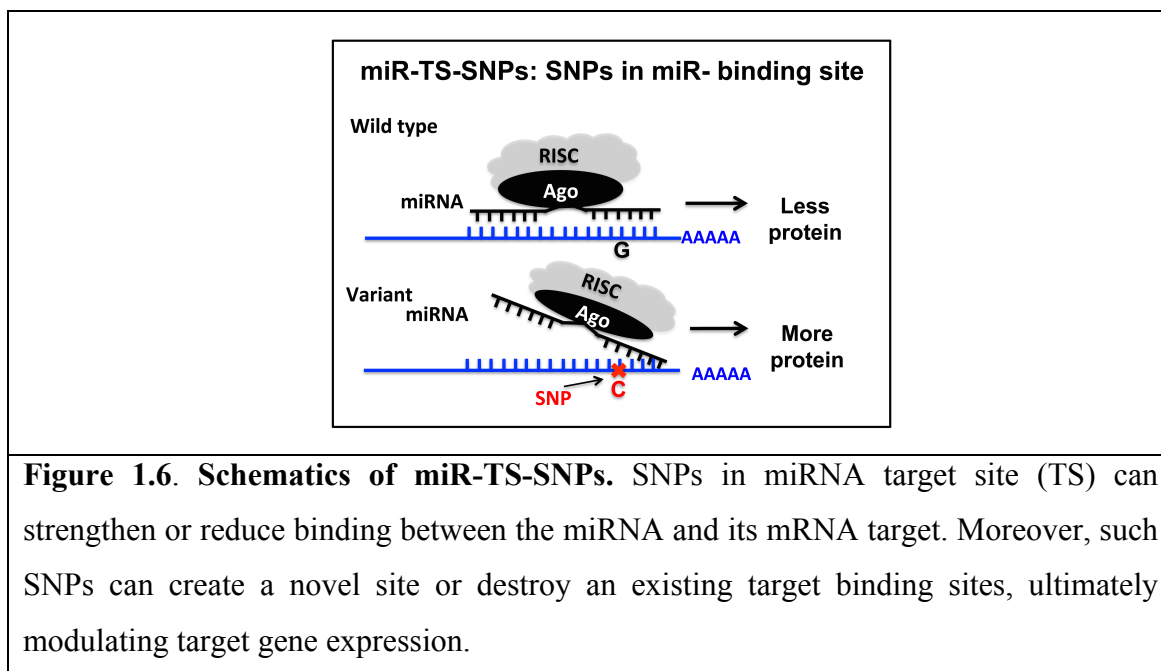 miR-TS-SNPs: SNPs in miR- binding site
Wild type
RISC
Ago
miRNA
Less
protein
AAAAA
G
Variant
miRNA
RISC
Ago
More
protein
AAAAA
SNP
C
Figure 1.6. Schematics of miR-TS-SNPs. SNPs in miRNA target site (TS) can
strengthen or reduce binding between the miRNA and its mRNA target. Moreover, such
SNPs can create a novel site or destroy an existing target binding sites, ultimately
modulating target gene expression.